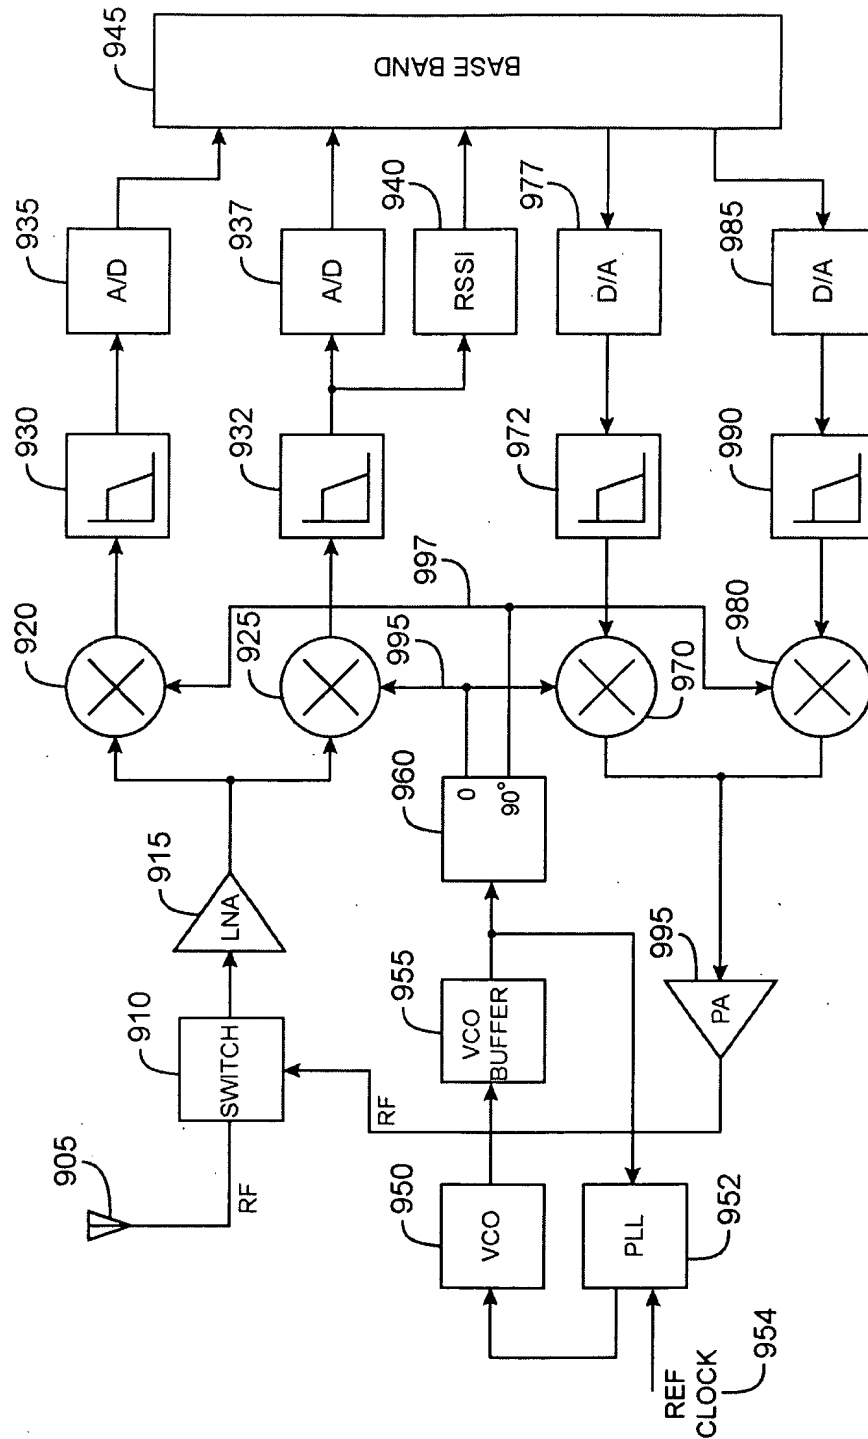 905
RF
910
SWITCH
915
LNA
920
930
935
A/D
945
BASE BAND
925
932
937
A/D
940
RSSI
997
995
950
VCO
955
VCO
BUFFER
960
0
90°
970
972
977
D/A
RF
PLL
952
REF
CLOCK
954
995
PA
980
990
985
D/A